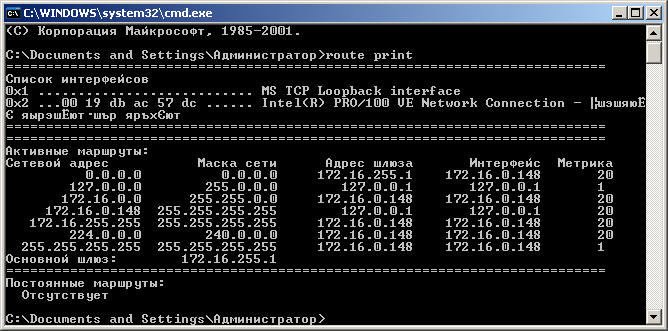 C:\WINDOWS\system32\cmd.exe
(C) Корпорация Майкрософт, 1985-2001.
C:\Documents and Settings\Администратор>route print
===========================================================================
Список интерфейсов
0x1 ........................... MS TCP Loopback interface
0x2 ...00 19 db ac 57 dc ...... Intel(R) PRO/100 VE Network Connection -
===========================================================================
===========================================================================
Активные маршруты:
Сетевой адрес Маска сети Адрес шлюза Интерфейс Метрика
0.0.0.0 0.0.0.0 172.16.255.1 172.16.0.148 20
127.0.0.0 255.0.0.0 127.0.0.1 127.0.0.1 1
172.16.0.0 255.255.0.0 172.16.0.148 172.16.0.148 20
172.16.0.148 255.255.255.255 127.0.0.1 127.0.0.1 20
172.16.255.255 255.255.255.255 172.16.0.148 172.16.0.148 20
224.0.0.0 240.0.0.0 172.16.0.148 172.16.0.148 20
255.255.255.255 255.255.255.255 172.16.0.148 172.16.0.148 1
Основной шлюз: 172.16.255.1
===========================================================================
Постоянные маршруты:
Отсутствует
C:\Documents and Settings\Администратор>